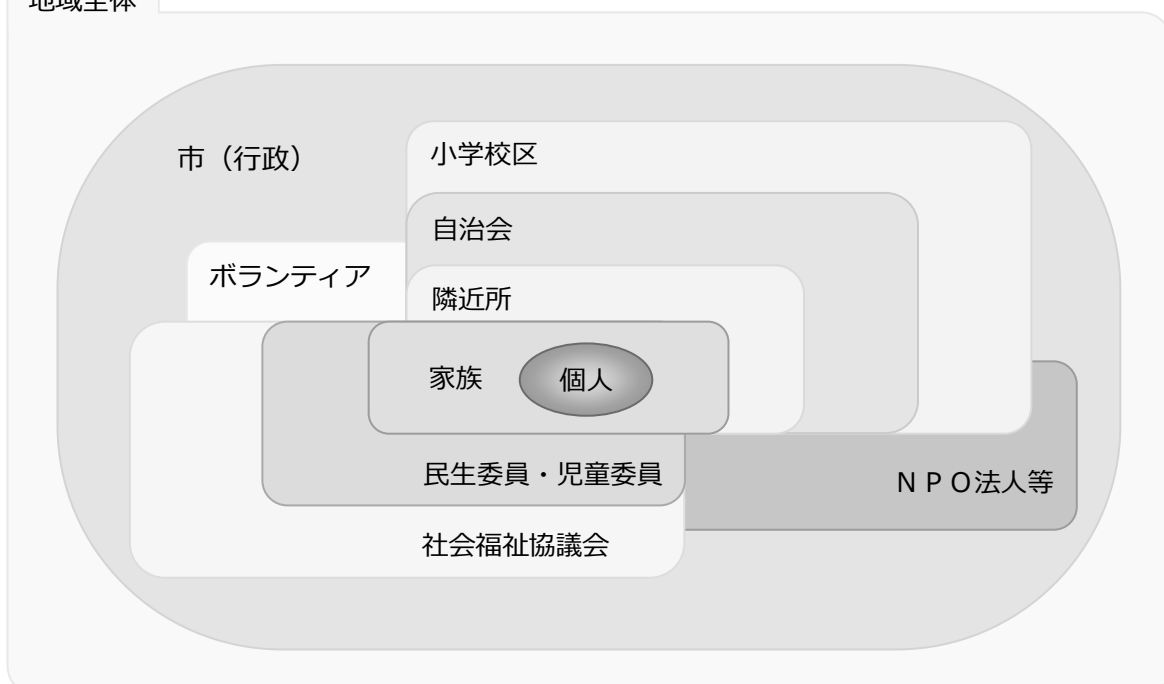 地域全体
市（行政）
小学校区
自治会
ボランティア
隣近所
家族
個人
民生委員・児童委員
ＮＰＯ法人等
社会福祉協議会